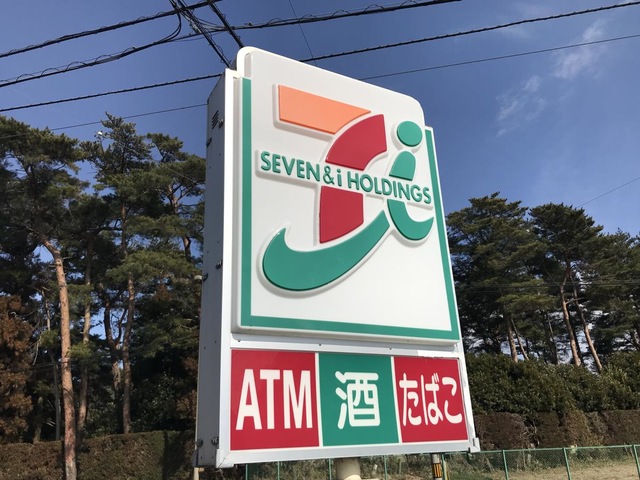 SEVEN&i HOLDINGS
ATM 酒 たばこ